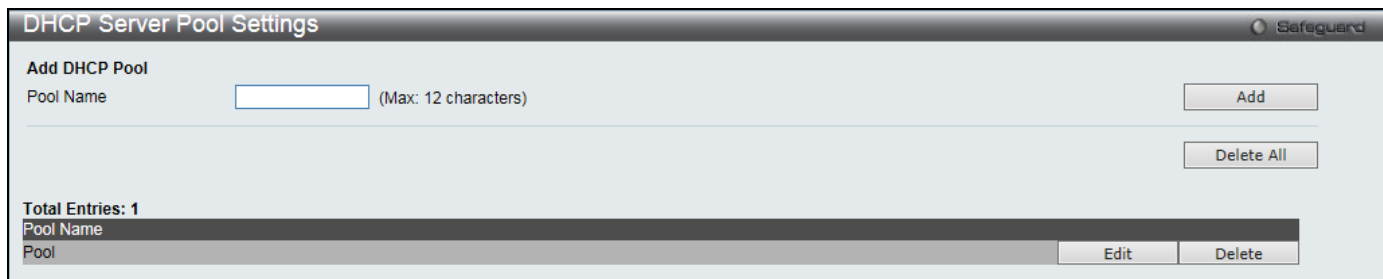 DHCP Server Pool Settings
Safeguard
Add DHCP Pool
Pool Name (Max: 12 characters) Add
Delete All
Total Entries: 1
Pool Name
Pool Edit Delete